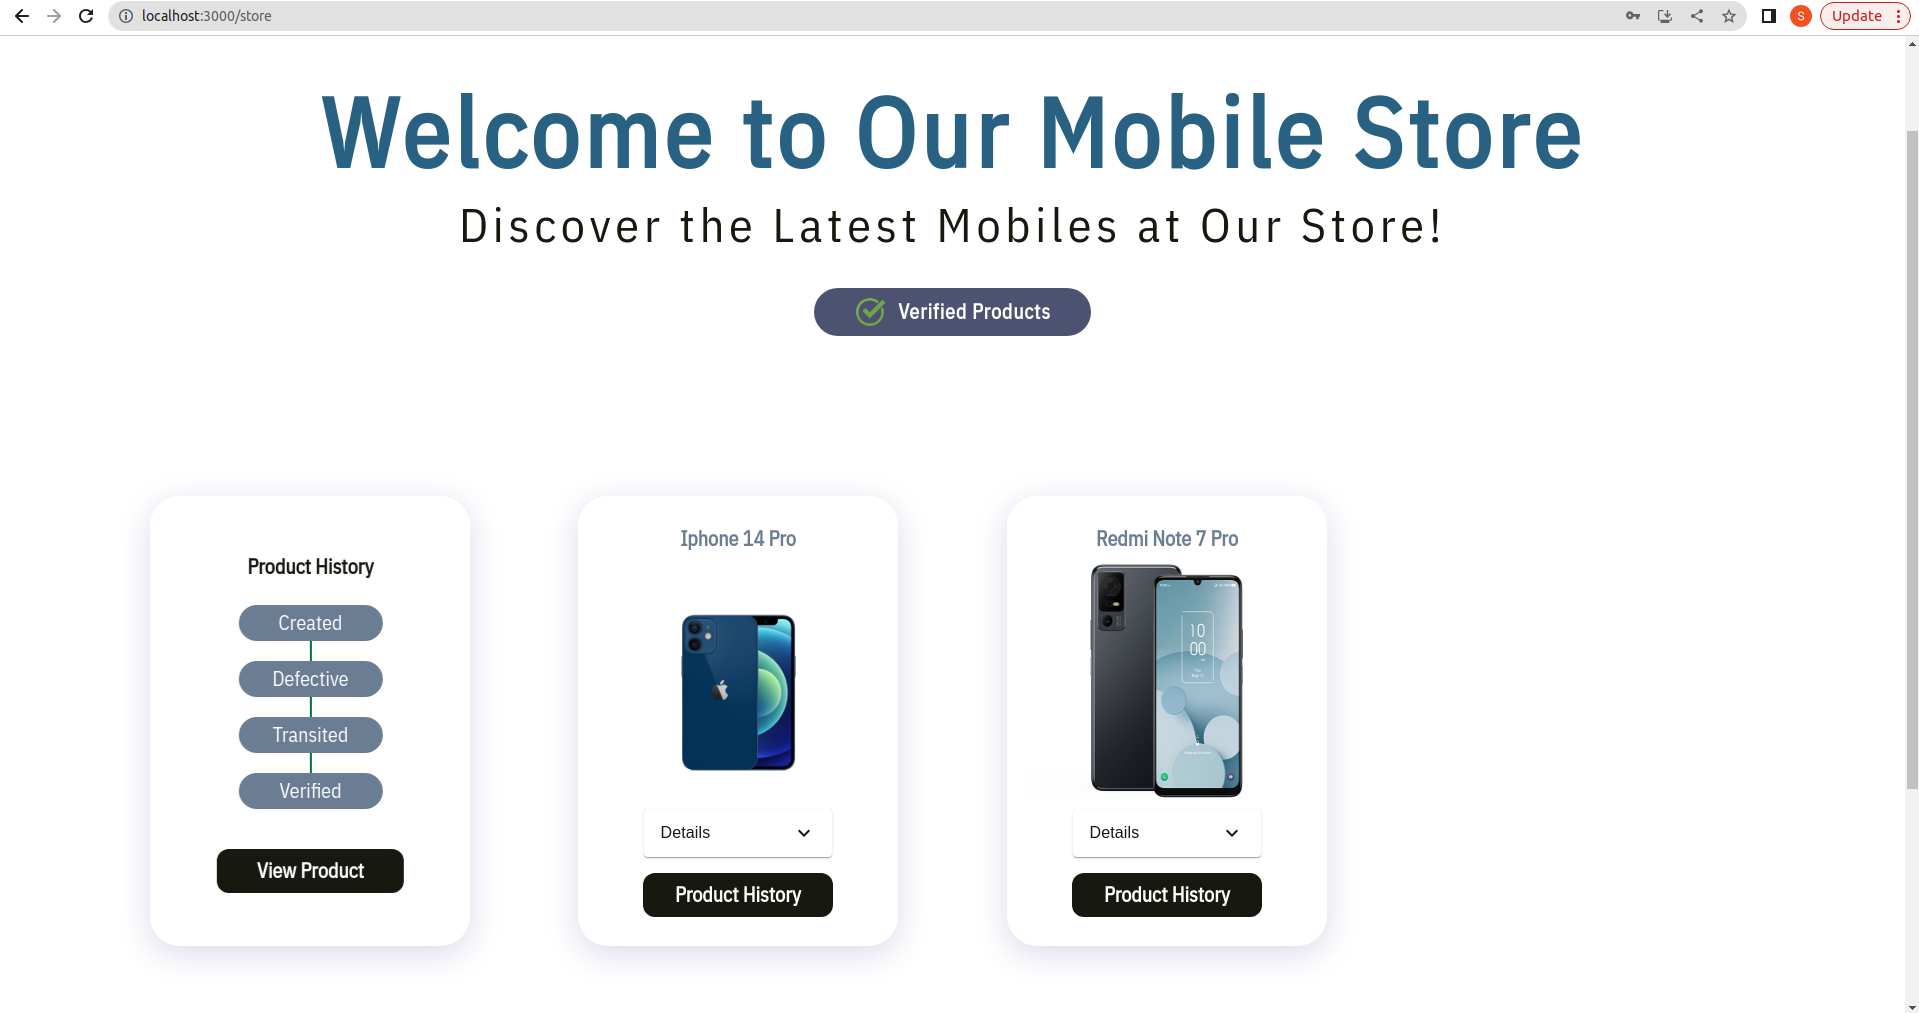 localhost:3000/store
S
Update
Welcome to Our Mobile Store
Discover the Latest Mobiles at Our Store!
Verified Products
Product History
Created
Defective
Transited
Verified
View Product
Iphone 14 Pro
Details
Product History
Redmi Note 7 Pro
10
00
Details
Product History